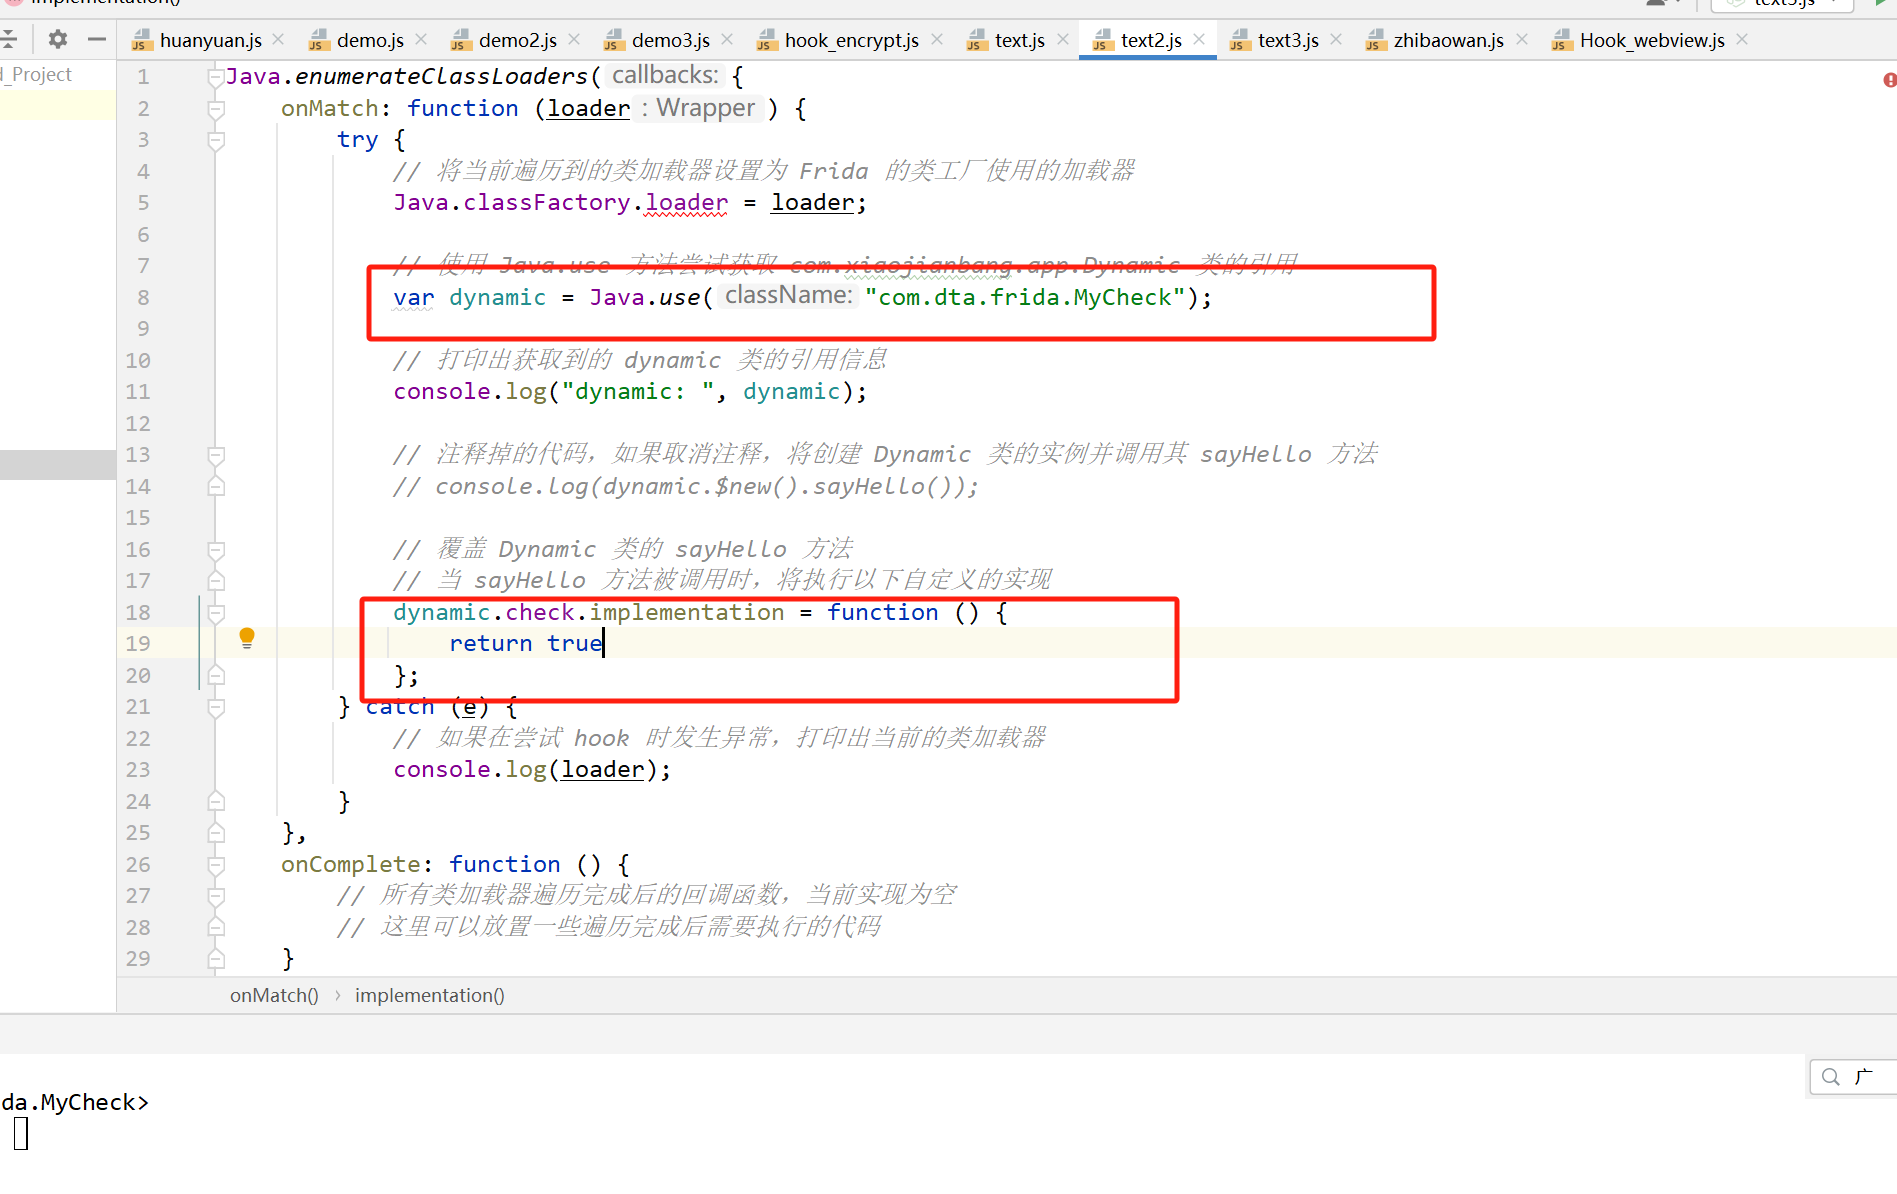 implementation()
text3.js
huanyuan.js demo.js demo2.js demo3.js hook_encrypt.js text.js text2.js text3.js zhibaowan.js Hook_webview.js
d_Project
1 Java.enumerateClassLoaders( callbacks: {
2 onMatch: function (loader : Wrapper ) {
3 try {
4 // 将当前遍历到的类加载器设置为 Frida 的类工厂使用的加载器
5 Java.classFactory.loader = loader;
6
7 // 使用 Java.use 方法尝试获取 com.xiaojianbang.app.Dynamic 类的引用
8 var dynamic = Java.use( className: "com.dta.frida.MyCheck");
9
10 // 打印出获取到的 dynamic 类的引用信息
11 console.log("dynamic: ", dynamic);
12
13 // 注释掉的代码，如果取消注释，将创建 Dynamic 类的实例并调用其 sayHello 方法
14 // console.log(dynamic.$new().sayHello());
15
16 // 覆盖 Dynamic 类的 sayHello 方法
17 // 当 sayHello 方法被调用时，将执行以下自定义的实现
18 dynamic.check.implementation = function () {
19 return true
20 };
21 } catch (e) {
22 // 如果在尝试 hook 时发生异常，打印出当前的类加载器
23 console.log(loader);
24 }
25 },
26 onComplete: function () {
27 // 所有类加载器遍历完成后的回调函数，当前实现为空
28 // 这里可以放置一些遍历完成后需要执行的代码
29 }
onMatch() › implementation()
广
da.MyCheck>